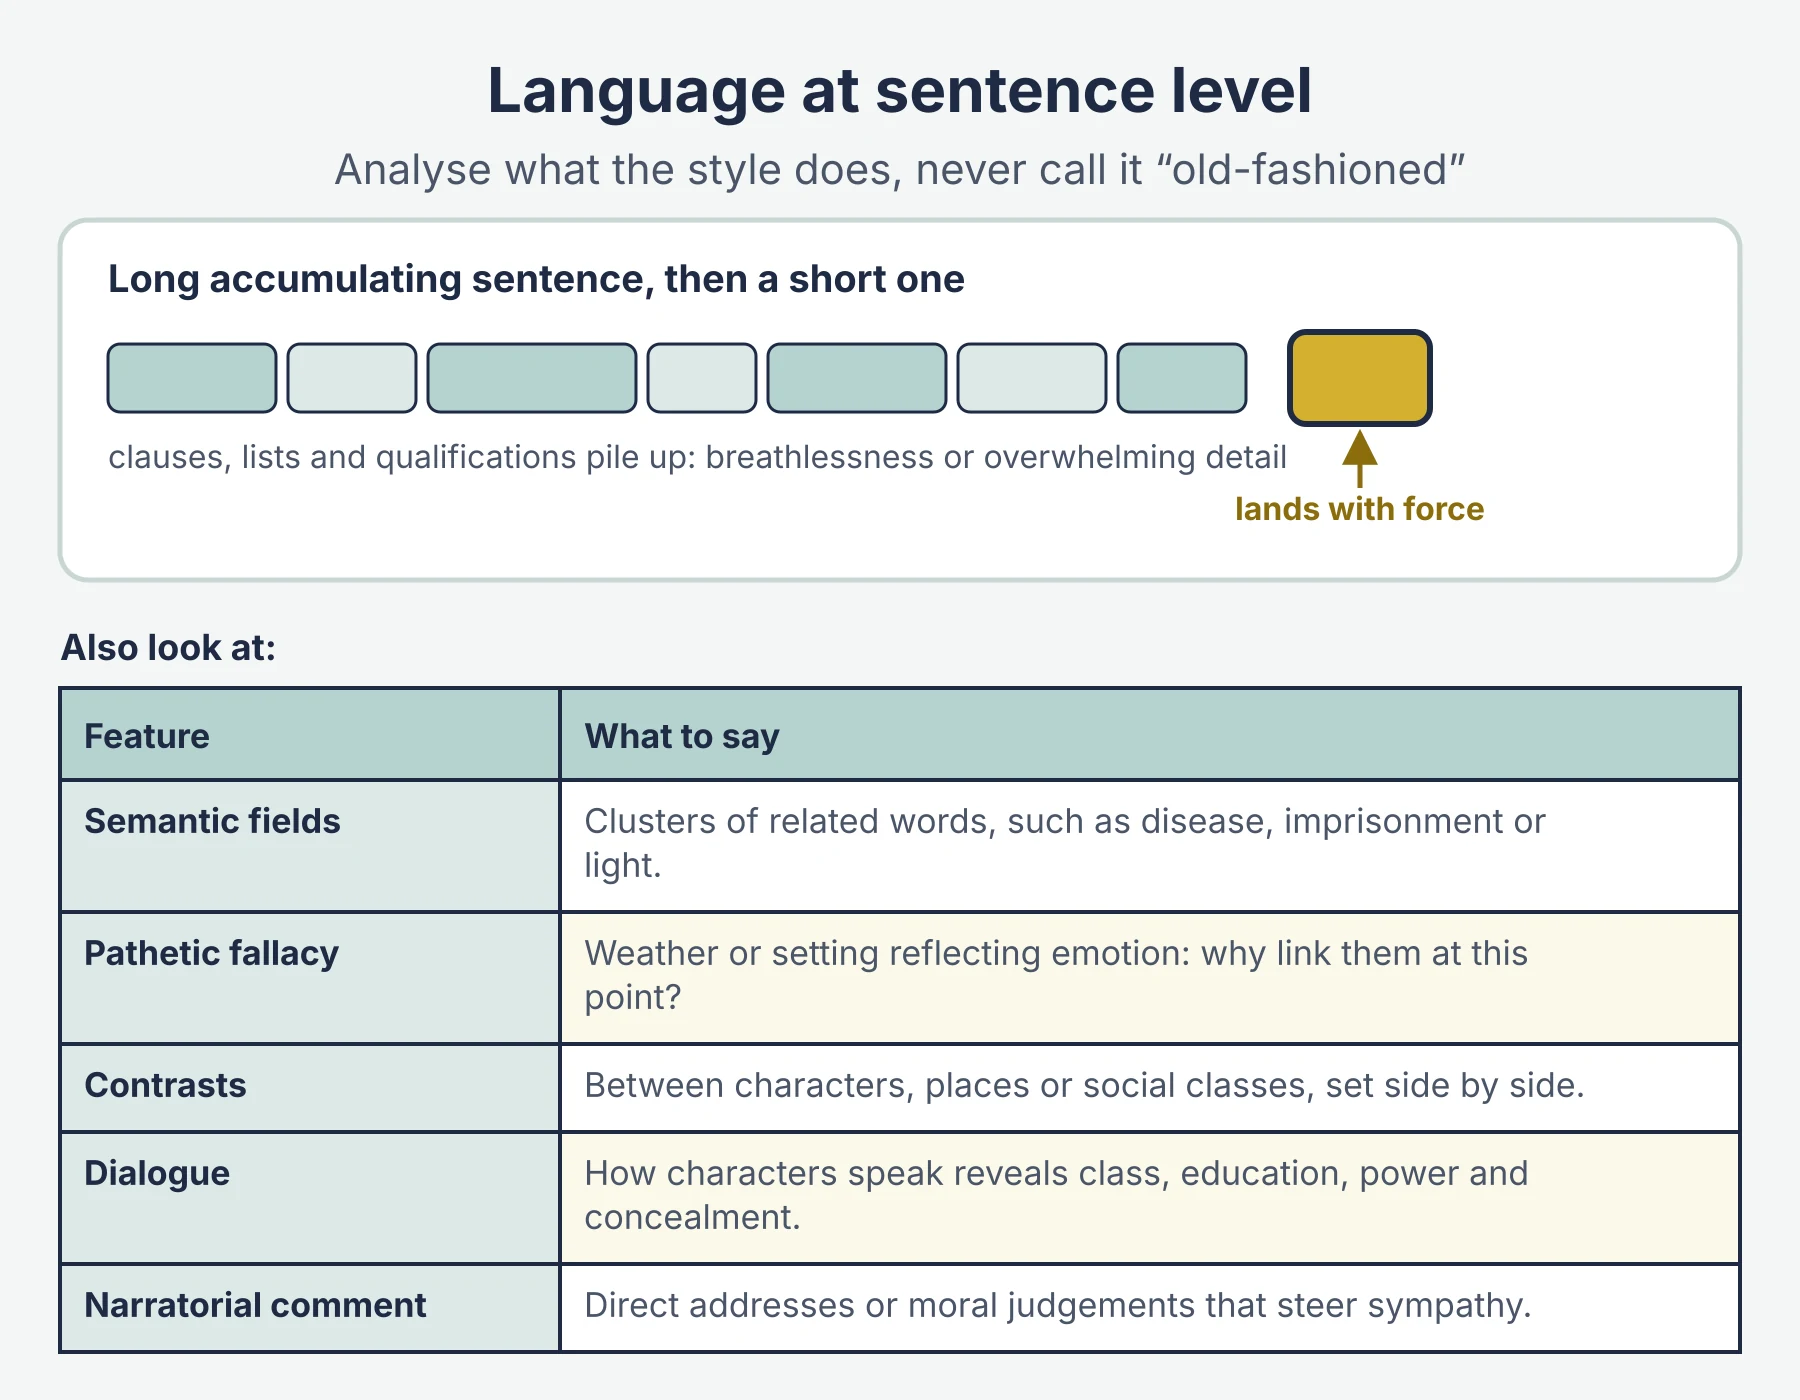 Language at sentence level
Analyse what the style does, never call it “old-fashioned”
Long accumulating sentence, then a short one
clauses, lists and qualifications pile up: breathlessness or overwhelming detail
lands with force
Also look at:
Feature
What to say
Semantic fields
Clusters of related words, such as disease, imprisonment or
light.
Pathetic fallacy
Weather or setting reflecting emotion: why link them at this
point?
Contrasts
Between characters, places or social classes, set side by side.
Dialogue
How characters speak reveals class, education, power and
concealment.
Narratorial comment
Direct addresses or moral judgements that steer sympathy.